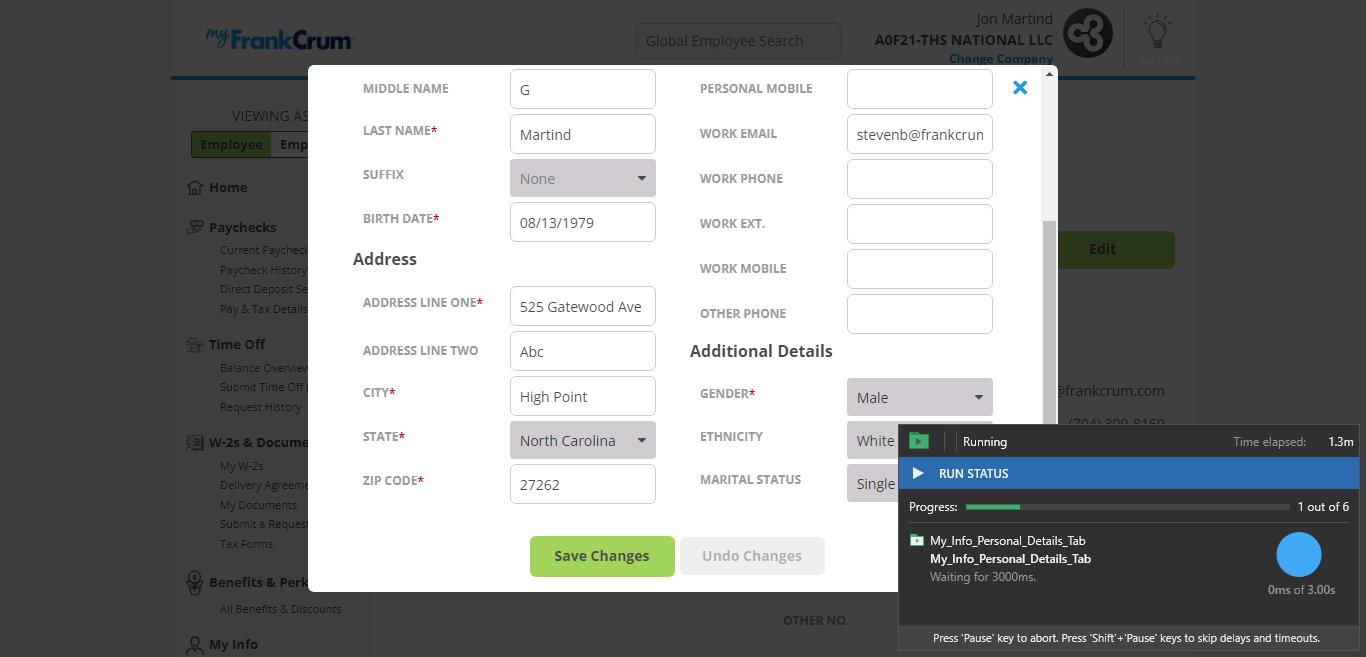 myFrankCrum
Global Employee Search
Jon Martind
A0F21-THS NATIONAL LLC
Change Company
VIEWING AS
Employee
Emp
Home
Paychecks
Current Paycheck
Paycheck History
Direct Deposit Se
Pay & Tax Details
Time Off
Balance Overview
Submit Time Off
Request History
W-2s & Docume
My W-2s
Delivery Agreeme
My Documents
Submit a Request
Tax Forms
Benefits & Perk
All Benefits & Discounts
My Info
MIDDLE NAME
G
LAST NAME*
Martind
SUFFIX
None
BIRTH DATE*
08/13/1979
Address
ADDRESS LINE ONE*
525 Gatewood Ave
ADDRESS LINE TWO
Abc
CITY*
High Point
STATE*
North Carolina
ZIP CODE*
27262
PERSONAL MOBILE
WORK EMAIL
stevenb@frankcrun
WORK PHONE
WORK EXT.
WORK MOBILE
OTHER PHONE
Additional Details
GENDER*
Male
ETHNICITY
White
MARITAL STATUS
Single
Save Changes
Undo Changes
Edit
@frankcrum.com
(704) 309-8169
OTHER NO.
Running
Time elapsed:
1.3m
RUN STATUS
Progress:
1 out of 6
My_Info_Personal_Details_Tab
My_Info_Personal_Details_Tab
Waiting for 3000ms.
0ms of 3.00s
Press 'Pause' key to abort. Press 'Shift'+'Pause' keys to skip delays and timeouts.